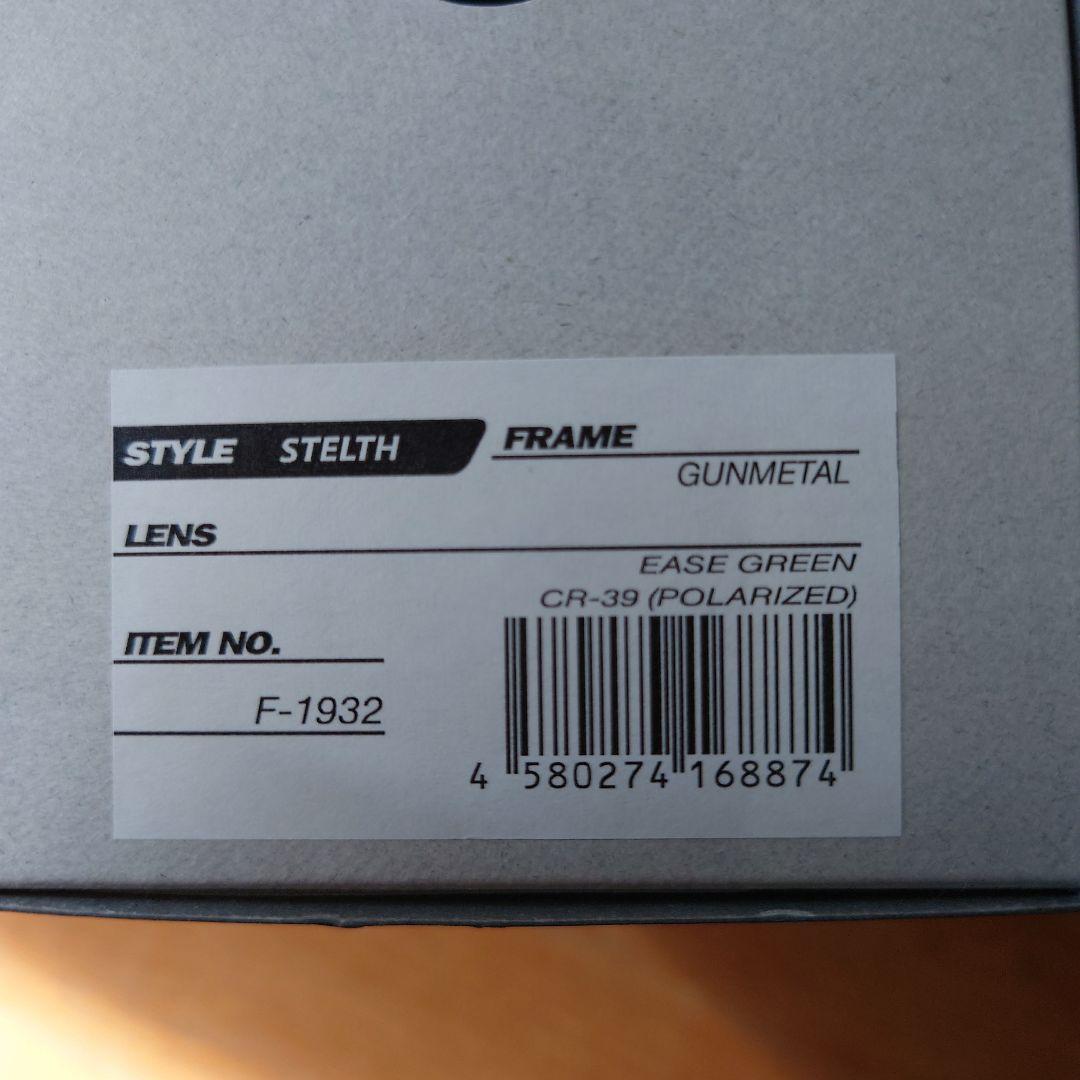 STYLE STELTH
FRAME
GUNMETAL
LENS
EASE GREEN
CR-39 (POLARIZED)
ITEM NO.
F-1932
4 580274 168874